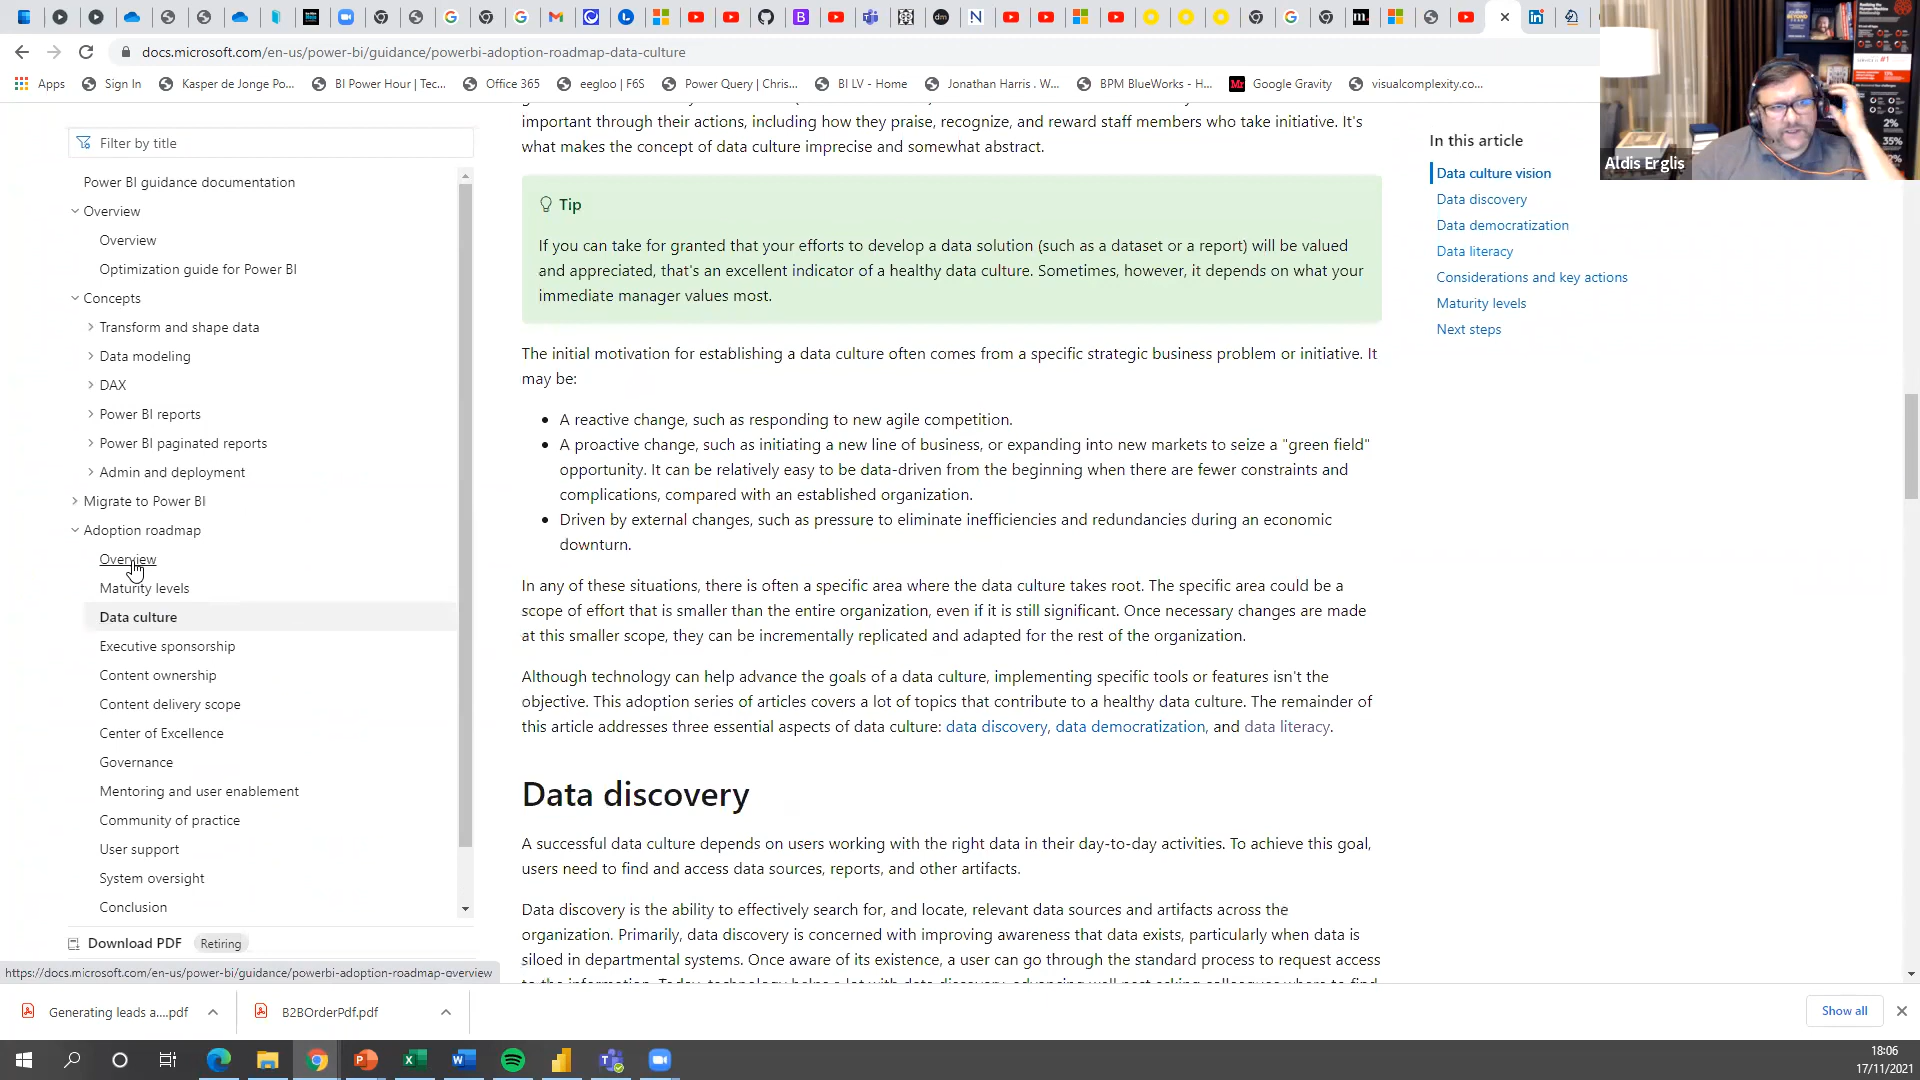 docs.microsoft.com/en-us/power-bi/guidance/powerbi-adoption-roadmap-data-culture
Apps
Sign In
Kasper de Jonge Po...
BI Power Hour | Tec...
Office 365
eegloo | F6S
Power Query | Chris...
BI LV - Home
Jonathan Harris . W...
BPM BlueWorks - H...
Google Gravity
visualcomplexity.co...
Aldis Erglis
Filter by title
Power BI guidance documentation
Overview
Overview
Optimization guide for Power BI
Concepts
Transform and shape data
Data modeling
DAX
Power BI reports
Power BI paginated reports
Admin and deployment
Migrate to Power BI
Adoption roadmap
Overview
Maturity levels
Data culture
Executive sponsorship
Content ownership
Content delivery scope
Center of Excellence
Governance
Mentoring and user enablement
Community of practice
User support
System oversight
Conclusion
Download PDF Retiring
https://docs.microsoft.com/en-us/power-bi/guidance/powerbi-adoption-roadmap-overview
important through their actions, including how they praise, recognize, and reward staff members who take initiative. It's
what makes the concept of data culture imprecise and somewhat abstract.
Tip
If you can take for granted that your efforts to develop a data solution (such as a dataset or a report) will be valued
and appreciated, that's an excellent indicator of a healthy data culture. Sometimes, however, it depends on what your
immediate manager values most.
The initial motivation for establishing a data culture often comes from a specific strategic business problem or initiative. It
may be:
• A reactive change, such as responding to new agile competition.
• A proactive change, such as initiating a new line of business, or expanding into new markets to seize a "green field"
opportunity. It can be relatively easy to be data-driven from the beginning when there are fewer constraints and
complications, compared with an established organization.
• Driven by external changes, such as pressure to eliminate inefficiencies and redundancies during an economic
downturn.
In any of these situations, there is often a specific area where the data culture takes root. The specific area could be a
scope of effort that is smaller than the entire organization, even if it is still significant. Once necessary changes are made
at this smaller scope, they can be incrementally replicated and adapted for the rest of the organization.
Although technology can help advance the goals of a data culture, implementing specific tools or features isn't the
objective. This adoption series of articles covers a lot of topics that contribute to a healthy data culture. The remainder of
this article addresses three essential aspects of data culture: data discovery, data democratization, and data literacy.
Data discovery
A successful data culture depends on users working with the right data in their day-to-day activities. To achieve this goal,
users need to find and access data sources, reports, and other artifacts.
Data discovery is the ability to effectively search for, and locate, relevant data sources and artifacts across the
organization. Primarily, data discovery is concerned with improving awareness that data exists, particularly when data is
siloed in departmental systems. Once aware of its existence, a user can go through the standard process to request access
In this article
Data culture vision
Data discovery
Data democratization
Data literacy
Considerations and key actions
Maturity levels
Next steps
#1
2%
35%
Generating leads a....pdf
B2BOrderPdf.pdf
Show all
18:06
17/11/2021